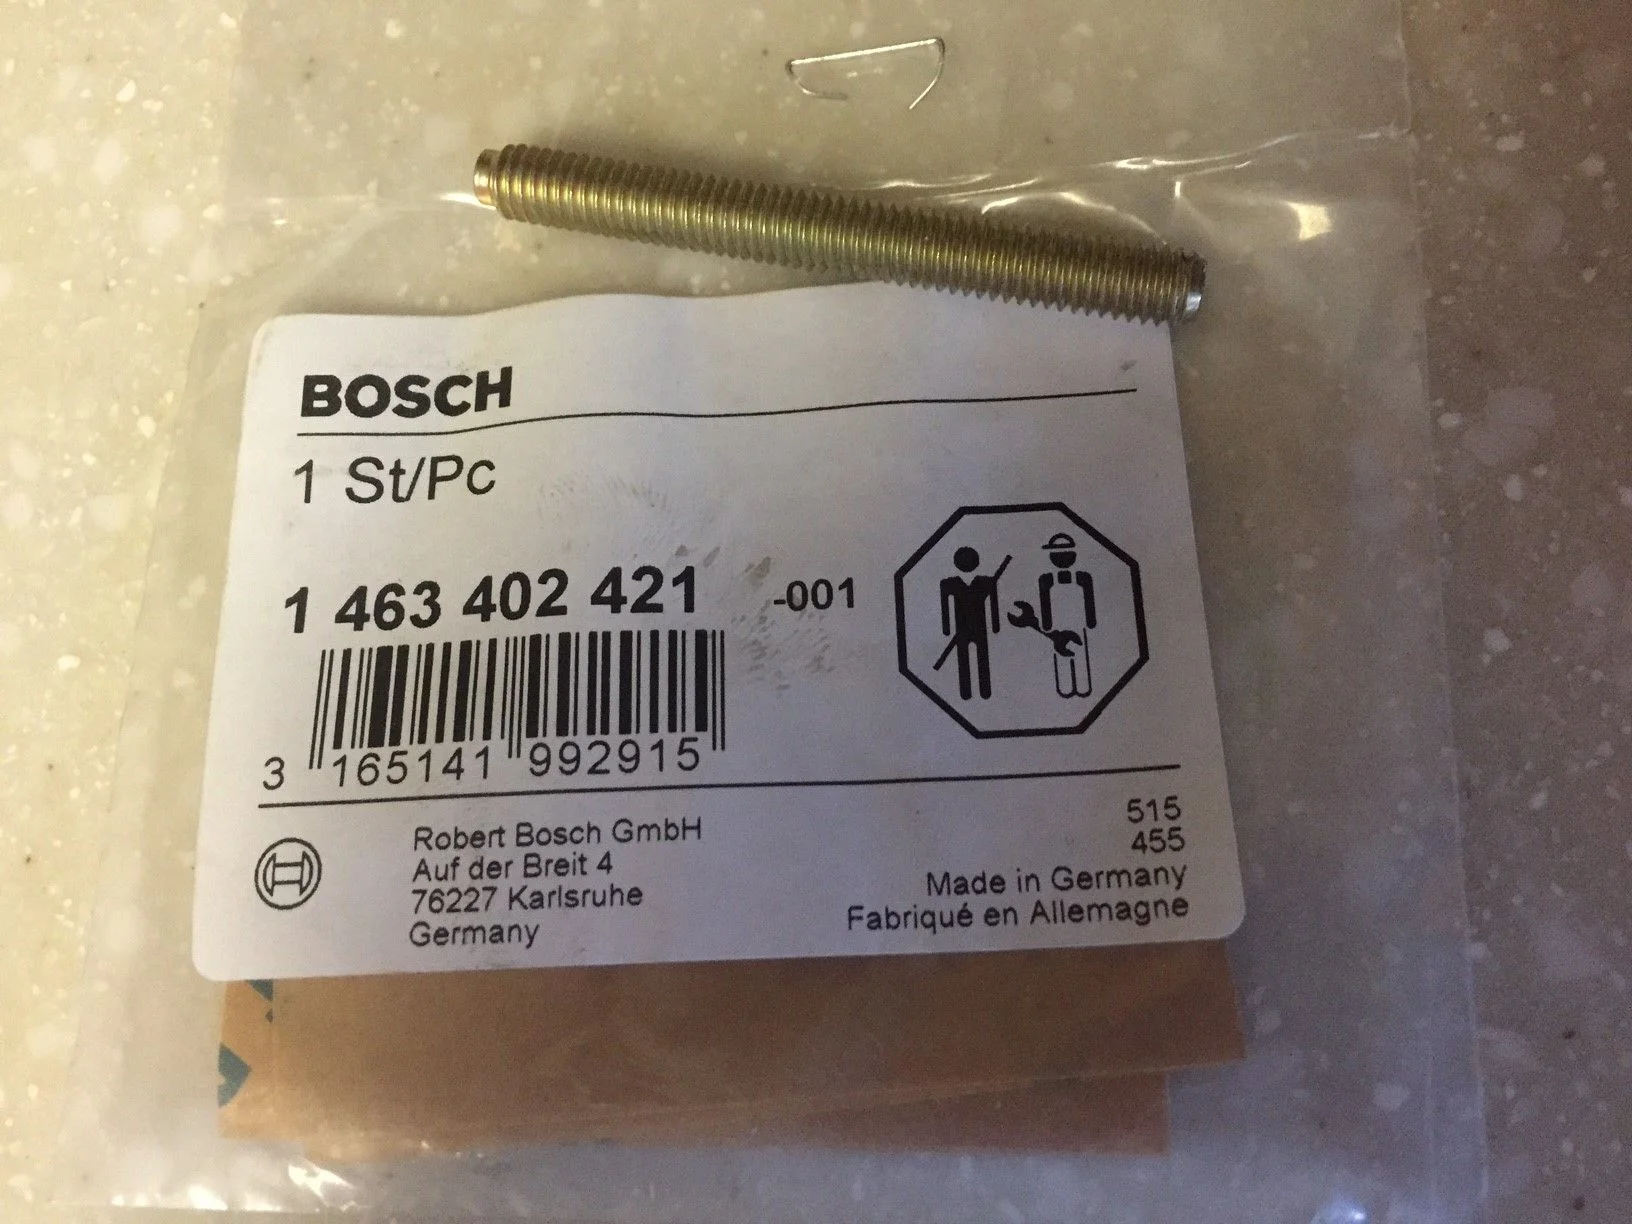 BOSCH
1 St/Pc
1 463 402 421 -001
3 165141 992915
Robert Bosch GmbH
Auf der Breit 4
76227 Karlsruhe
Germany
515
455
Made in Germany
Fabriqué en Allemagne